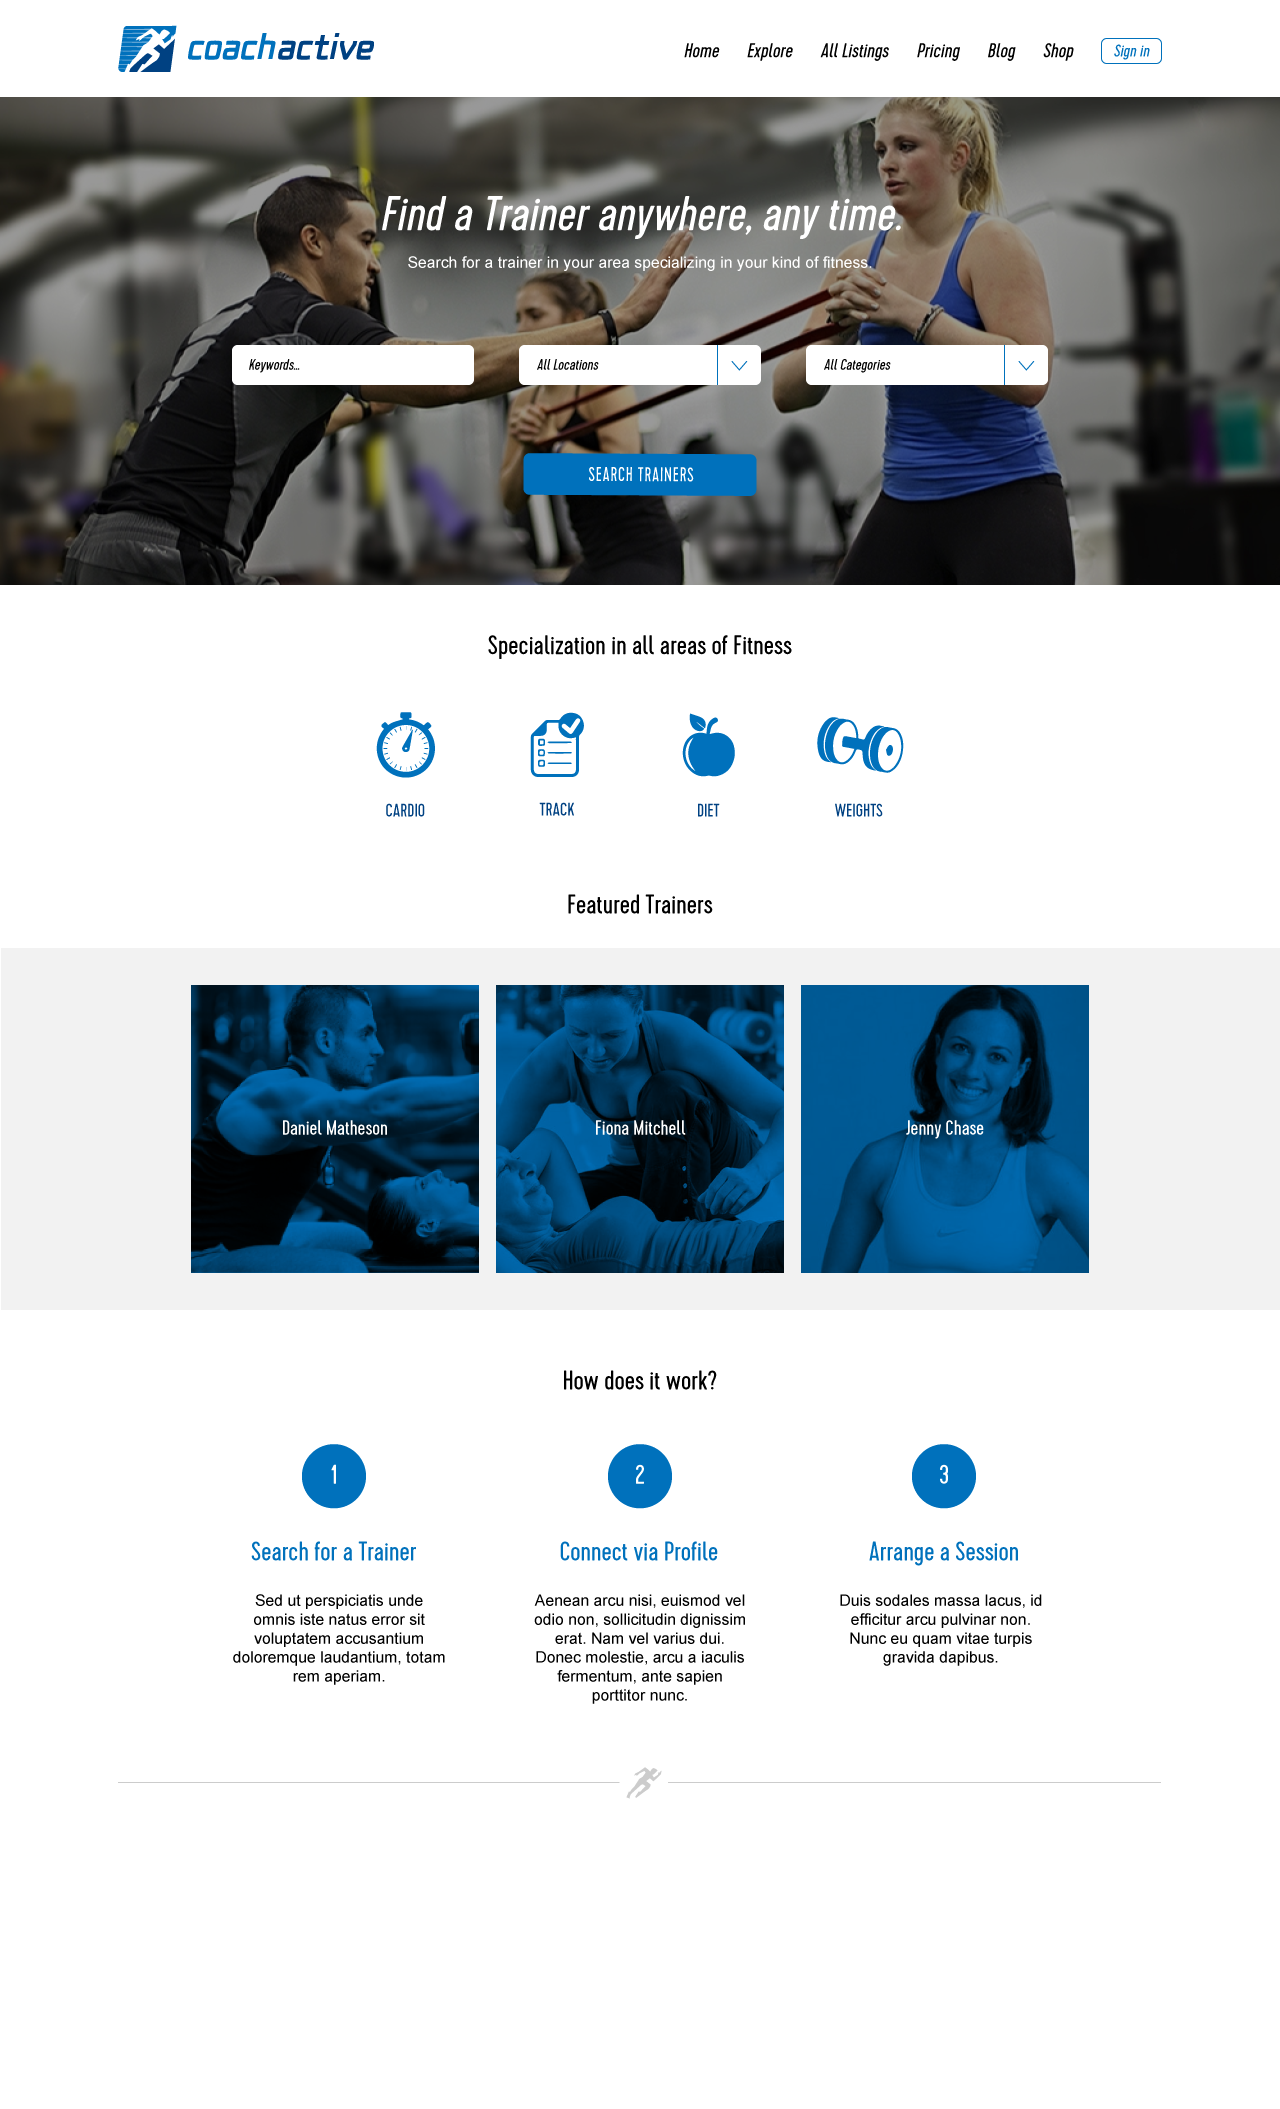 coachactive
Home Explore All Listings Pricing Blog Shop Sign in
Find a Trainer anywhere, any time.
Search for a trainer in your area specializing in your kind of fitness.
Keywords... All Locations All Categories
SEARCH TRAINERS
Specialization in all areas of Fitness
CARDIO TRACK DIET WEIGHTS
Featured Trainers
Daniel Matheson Fiona Mitchell Jenny Chase
How does it work?
1 2 3
Search for a Trainer Connect via Profile Arrange a Session
Sed ut perspiciatis unde
omnis iste natus error sit
voluptatem accusantium
doloremque laudantium, totam
rem aperiam.
Aenean arcu nisi, euismod vel
odio non, sollicitudin dignissim
erat. Nam vel varius dui.
Donec molestie, arcu a iaculis
fermentum, ante sapien
porttitor nunc.
Duis sodales massa lacus, id
efficitur arcu pulvinar non.
Nunc eu quam vitae turpis
gravida dapibus.